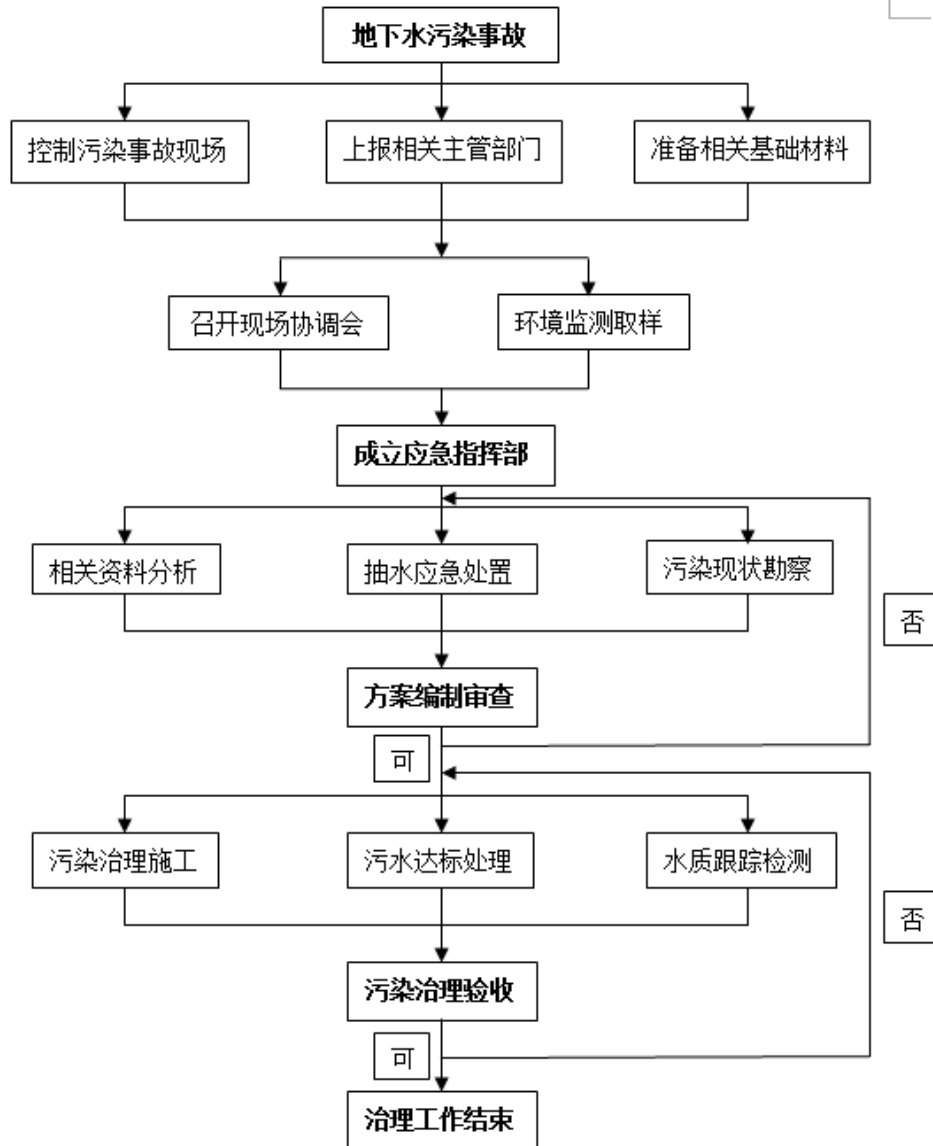 地下水污染事故
控制污染事故现场
上报相关主管部门
准备相关基础材料
召开现场协调会
环境监测取样
成立应急指挥部
相关资料分析
抽水应急处置
污染现状勘察
否
方案编制审查
可
污染治理施工
污水达标处理
水质跟踪检测
否
污染治理验收
可
治理工作结束